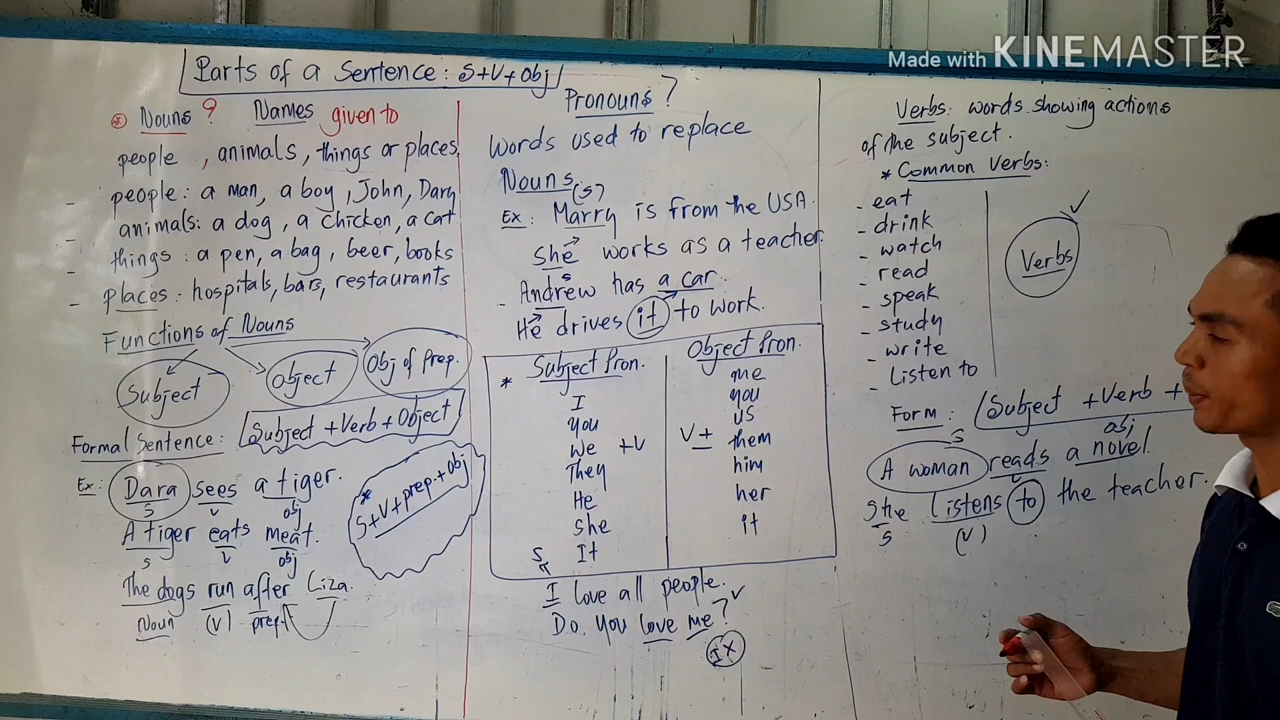 Made with KINEMASTER
Parts of a Sentence: S+V+Obj
* Nouns ? Names given to
people, animals, things or places
- people: a man, a boy, John, Dary
- animals: a dog, a chicken, a cat
- things: a pen, a bag, beer, books
- places: hospitals, bars, restaurants
Functions of Nouns
Subject Object Obj of Prep.
Formal Sentence: Subject + Verb + Object
Ex: Dara sees a tiger.
S V obj
A tiger eats meat.
S V obj
* S+V+prep.+obj
The dogs run after Liza.
Noun (V) prep.
Pronouns ?
Words used to replace
Nouns
(S)
Ex: Marry is from the USA.
She works as a teacher.
S
- Andrew has a car.
He drives it to work.
* Subject Pron.
I
you
we +V
They
He
she
It
Object Pron.
me
you
us
V + them
him
her
it
S
I love all people.
Do you love me?
I X
Verbs: words showing actions
of the subject.
* Common Verbs:
- eat
- drink
- watch
- read
- speak
- study
- write
- Listen to
Verbs
Form: Subject + Verb +
S obj
A woman reads a novel.
V
She listens to the teacher.
S (V)